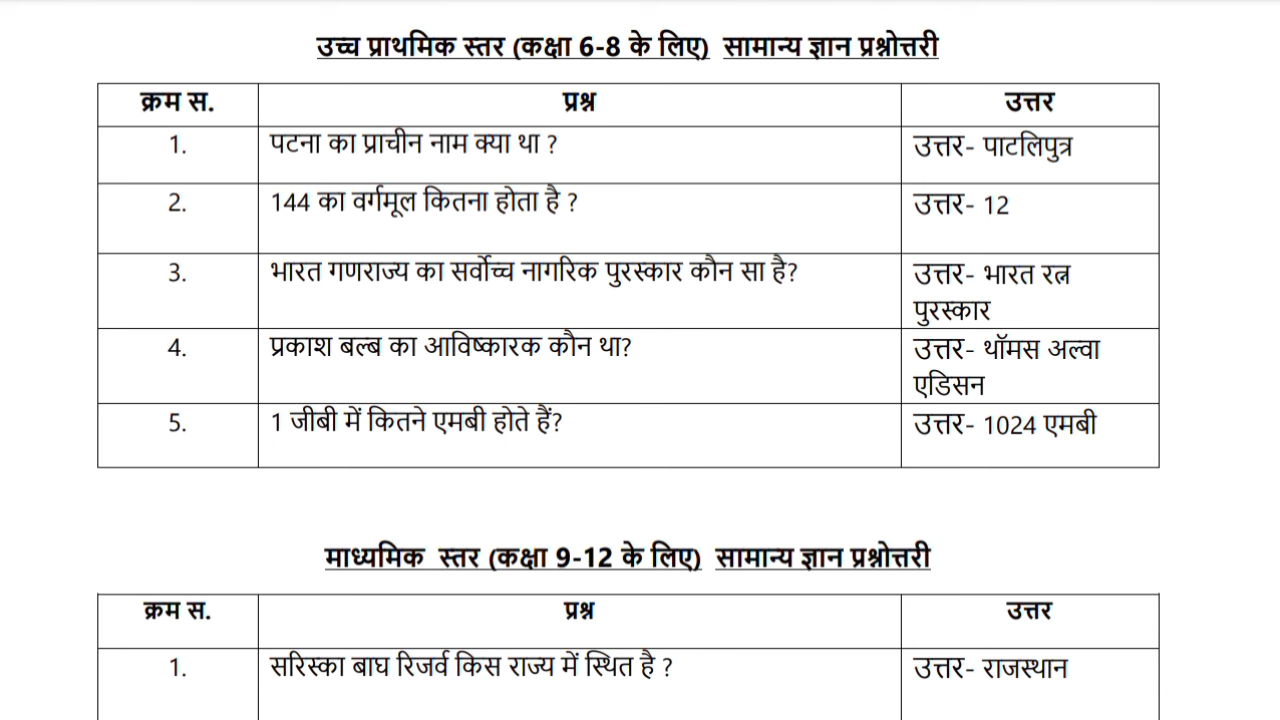 उच्च प्राथमिक स्तर (कक्षा 6-8 के लिए) सामान्य ज्ञान प्रश्नोत्तरी
क्रम स. प्रश्न उत्तर
1. पटना का प्राचीन नाम क्या था ? उत्तर- पाटलिपुत्र
2. 144 का वर्गमूल कितना होता है ? उत्तर- 12
3. भारत गणराज्य का सर्वोच्च नागरिक पुरस्कार कौन सा है? उत्तर- भारत रत्न
पुरस्कार
4. प्रकाश बल्ब का आविष्कारक कौन था? उत्तर- थॉमस अल्वा
एडिसन
5. 1 जीबी में कितने एमबी होते हैं? उत्तर- 1024 एमबी
माध्यमिक स्तर (कक्षा 9-12 के लिए) सामान्य ज्ञान प्रश्नोत्तरी
क्रम स. प्रश्न उत्तर
1. सरिस्का बाघ रिजर्व किस राज्य में स्थित है ? उत्तर- राजस्थान